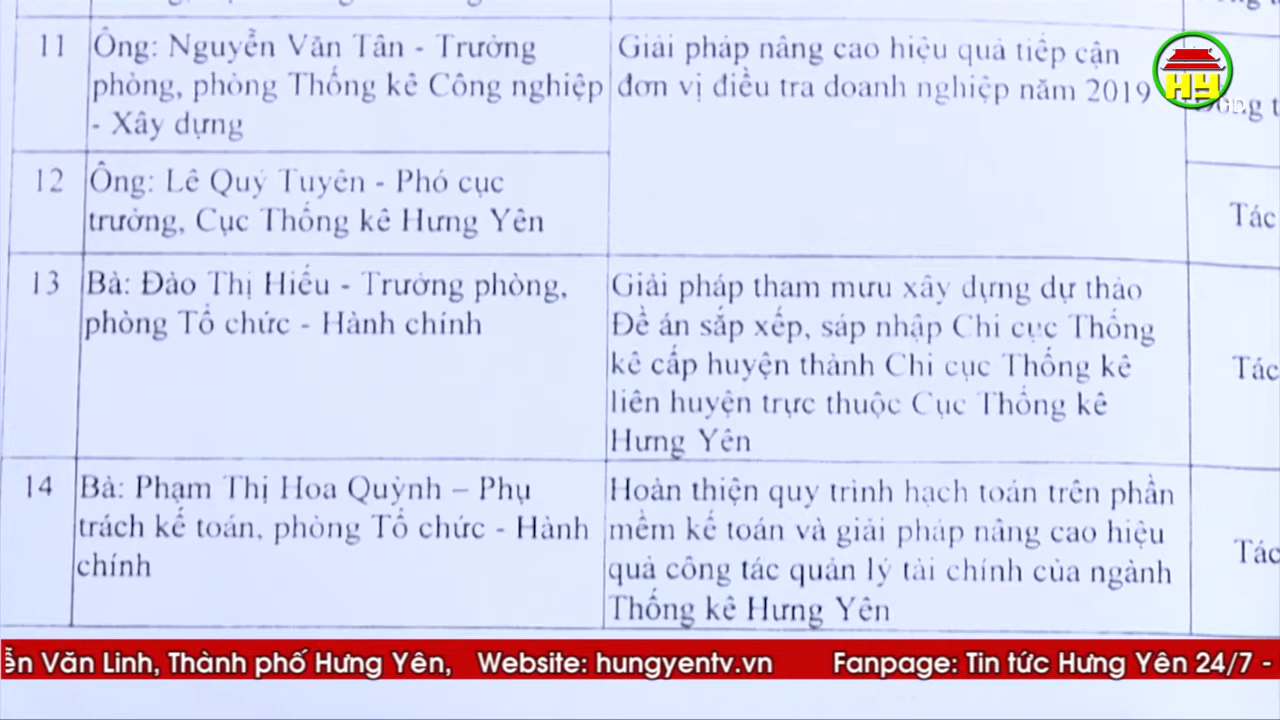 11 Ông: Nguyễn Văn Tân - Trưởng
phòng, phòng Thống kê Công nghiệp
- Xây dựng
Giải pháp nâng cao hiệu quả tiếp cận
đơn vị điều tra doanh nghiệp năm 2019
HY
HD
12 Ông: Lê Quý Tuyên - Phó cục
trưởng, Cục Thống kê Hưng Yên
Tác
13 Bà: Đào Thị Hiếu - Trưởng phòng,
phòng Tổ chức - Hành chính
Giải pháp tham mưu xây dựng dự thảo
Đề án sắp xếp, sáp nhập Chi cục Thống
kê cấp huyện thành Chi cục Thống kê
liên huyện trực thuộc Cục Thống kê
Hưng Yên
Tác
14 Bà: Phạm Thị Hoa Quỳnh – Phụ
trách kế toán, phòng Tổ chức - Hành
chính
Hoàn thiện quy trình hạch toán trên phần
mềm kế toán và giải pháp nâng cao hiệu
quả công tác quản lý tài chính của ngành
Thống kê Hưng Yên
Tác
ễn Văn Linh, Thành phố Hưng Yên, Website: hungyentv.vn Fanpage: Tin tức Hưng Yên 24/7 -